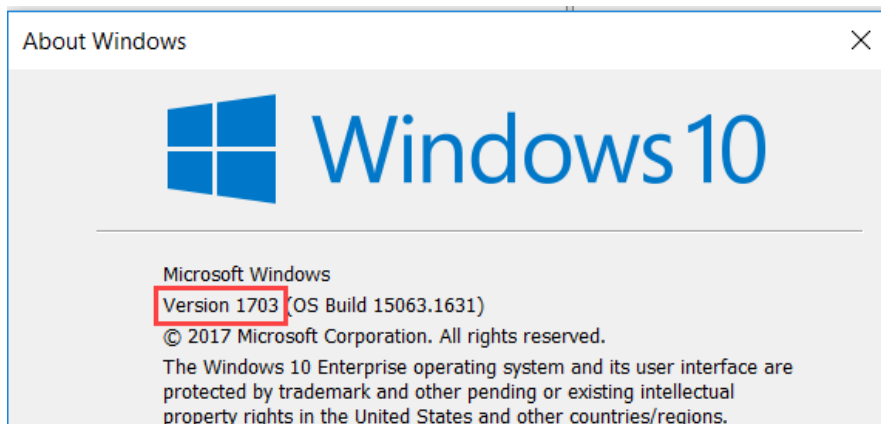 About Windows
Windows 10
Microsoft Windows
Version 1703 (OS Build 15063.1631)
© 2017 Microsoft Corporation. All rights reserved.
The Windows 10 Enterprise operating system and its user interface are
protected by trademark and other pending or existing intellectual
property rights in the United States and other countries/regions.